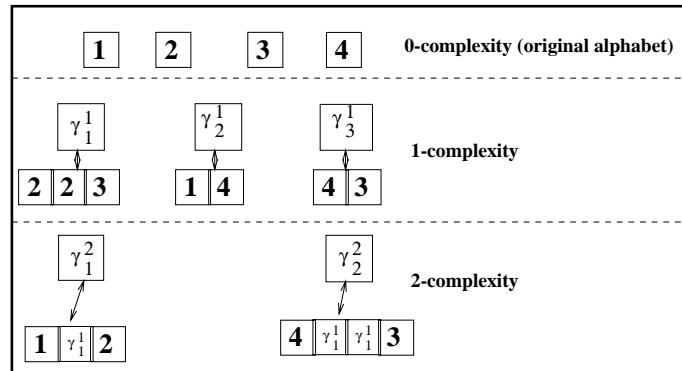 1 2 3 4 0-complexity (original alphabet)
γ₁¹ γ₂¹ γ₃¹
1-complexity
2 2 3 1 4 4 3
γ₁² γ₂²
2-complexity
1 γ₁¹ 2 4 γ₁¹ γ₁¹ 3